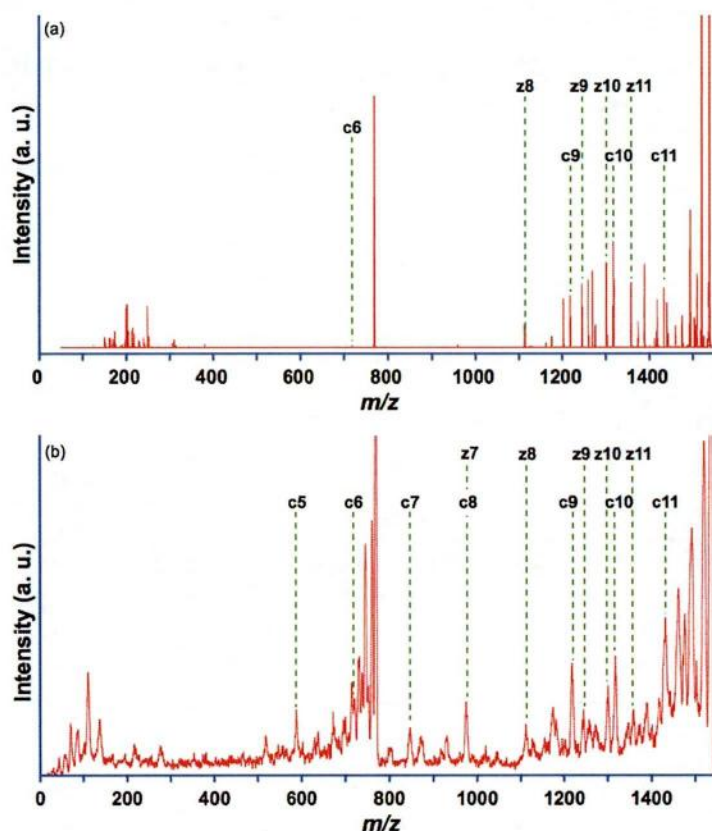 (a)
Intensity (a. u.)
z8 z9 z10 z11
c6 c9 c10 c11
0 200 400 600 800 1000 1200 1400
m/z
(b)
Intensity (a. u.)
z7 z8 z9 z10 z11
c5 c6 c7 c8 c9 c10 c11
0 200 400 600 800 1000 1200 1400
m/z